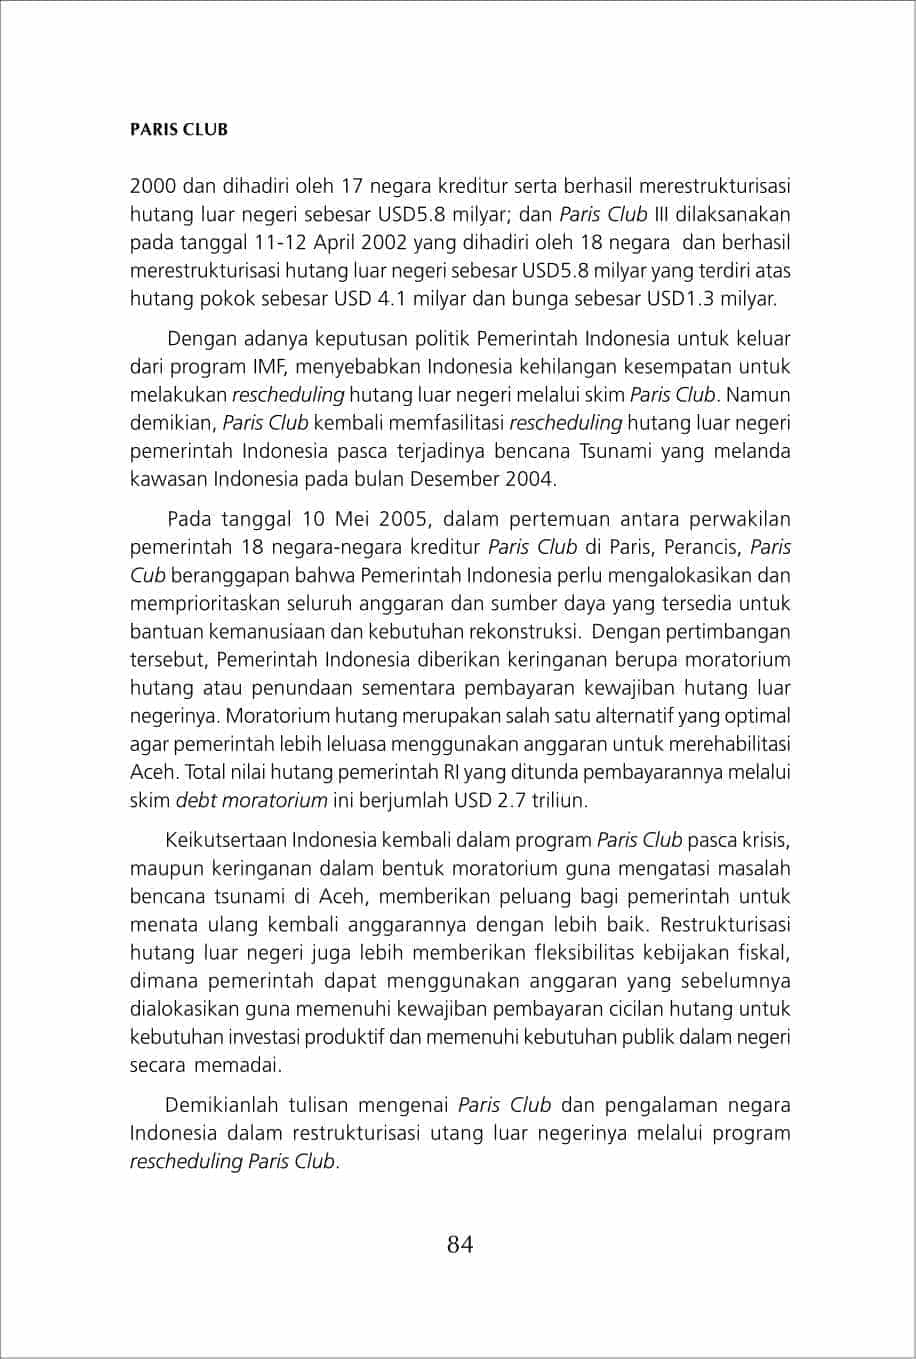 PARIS CLUB
2000 dan dihadiri oleh 17 negara kreditur serta berhasil merestrukturisasi
hutang luar negeri sebesar USD5.8 milyar; dan Paris Club III dilaksanakan
pada tanggal 11-12 April 2002 yang dihadiri oleh 18 negara dan berhasil
merestrukturisasi hutang luar negeri sebesar USD5.8 milyar yang terdiri atas
hutang pokok sebesar USD 4.1 milyar dan bunga sebesar USD1.3 milyar.
Dengan adanya keputusan politik Pemerintah Indonesia untuk keluar
dari program IMF, menyebabkan Indonesia kehilangan kesempatan untuk
melakukan rescheduling hutang luar negeri melalui skim Paris Club. Namun
demikian, Paris Club kembali memfasilitasi rescheduling hutang luar negeri
pemerintah Indonesia pasca terjadinya bencana Tsunami yang melanda
kawasan Indonesia pada bulan Desember 2004.
Pada tanggal 10 Mei 2005, dalam pertemuan antara perwakilan
pemerintah 18 negara-negara kreditur Paris Club di Paris, Perancis, Paris
Cub beranggapan bahwa Pemerintah Indonesia perlu mengalokasikan dan
memprioritaskan seluruh anggaran dan sumber daya yang tersedia untuk
bantuan kemanusiaan dan kebutuhan rekonstruksi. Dengan pertimbangan
tersebut, Pemerintah Indonesia diberikan keringanan berupa moratorium
hutang atau penundaan sementara pembayaran kewajiban hutang luar
negerinya. Moratorium hutang merupakan salah satu alternatif yang optimal
agar pemerintah lebih leluasa menggunakan anggaran untuk merehabilitasi
Aceh. Total nilai hutang pemerintah RI yang ditunda pembayarannya melalui
skim debt moratorium ini berjumlah USD 2.7 triliun.
Keikutsertaan Indonesia kembali dalam program Paris Club pasca krisis,
maupun keringanan dalam bentuk moratorium guna mengatasi masalah
bencana tsunami di Aceh, memberikan peluang bagi pemerintah untuk
menata ulang kembali anggarannya dengan lebih baik. Restrukturisasi
hutang luar negeri juga lebih memberikan fleksibilitas kebijakan fiskal,
dimana pemerintah dapat menggunakan anggaran yang sebelumnya
dialokasikan guna memenuhi kewajiban pembayaran cicilan hutang untuk
kebutuhan investasi produktif dan memenuhi kebutuhan publik dalam negeri
secara memadai.
Demikianlah tulisan mengenai Paris Club dan pengalaman negara
Indonesia dalam restrukturisasi utang luar negerinya melalui program
rescheduling Paris Club.
84